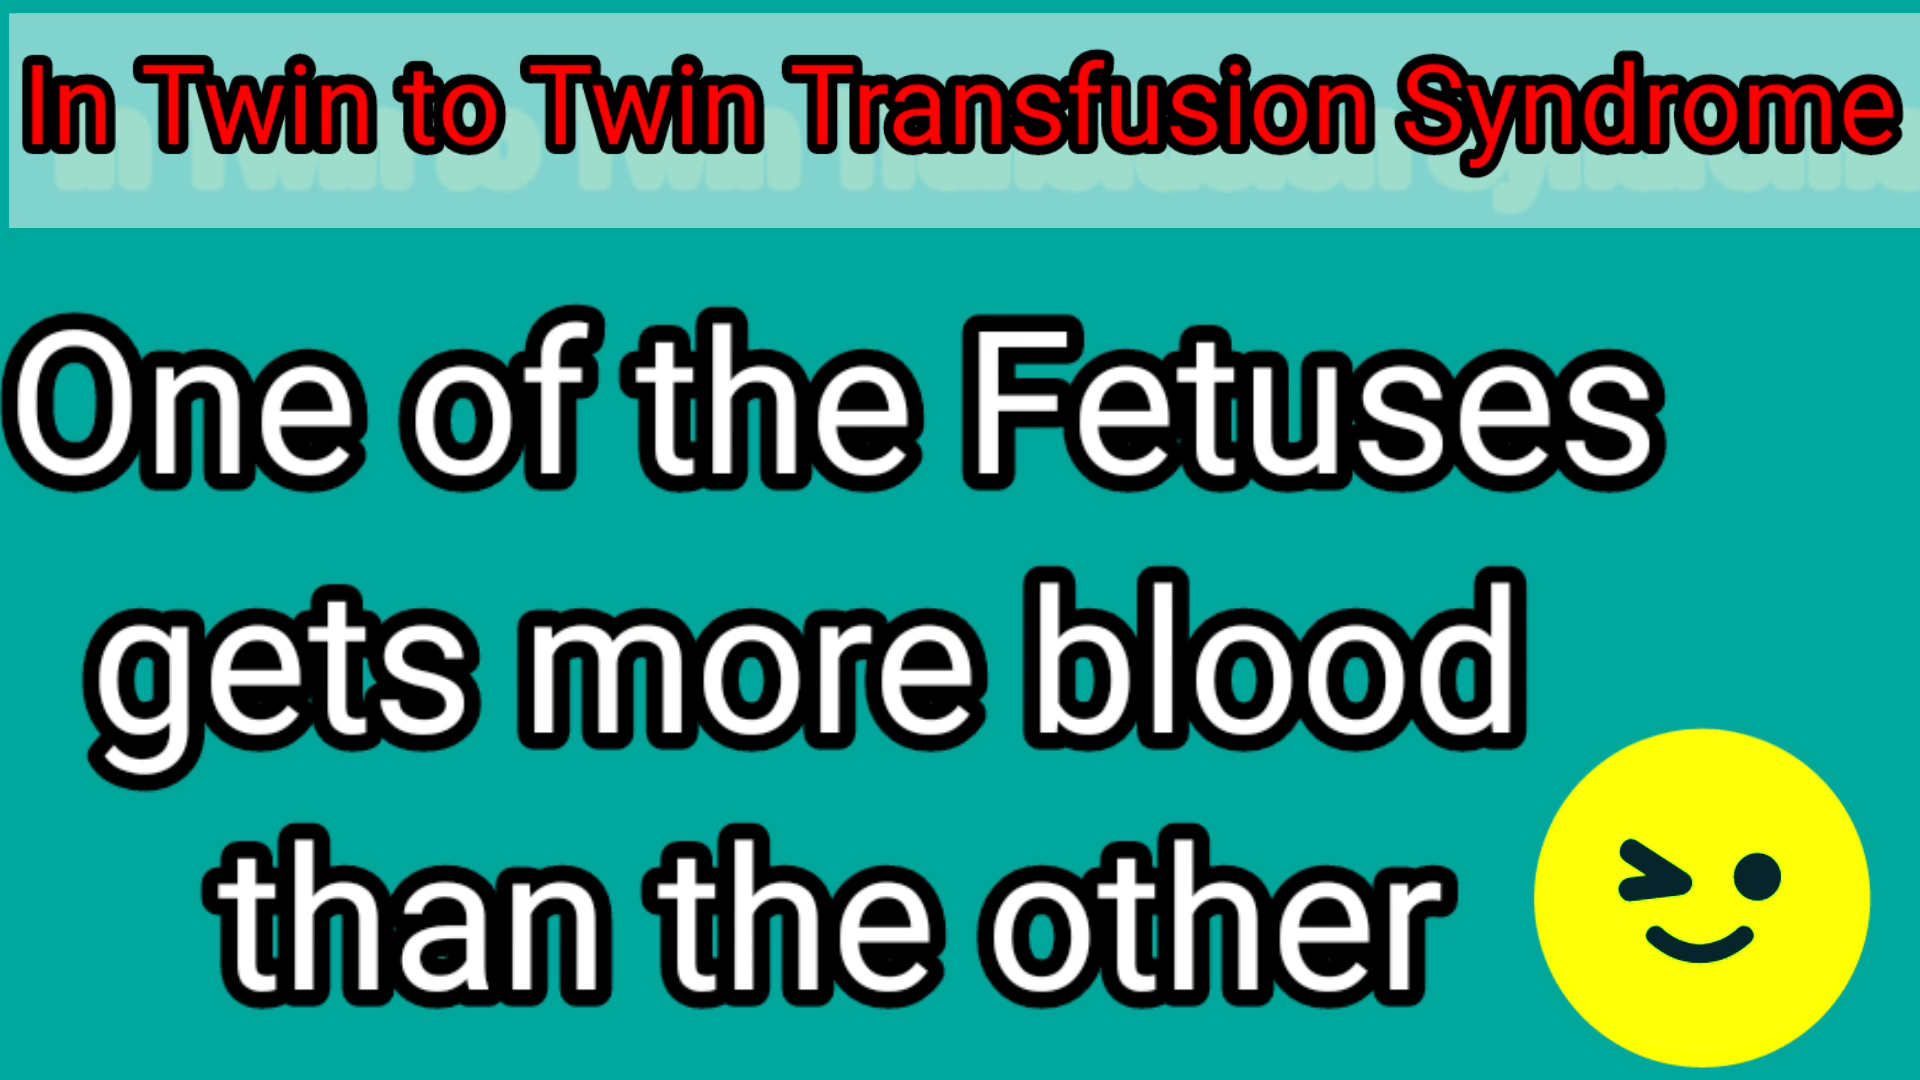 In Twin to Twin Transfusion Syndrome
One of the Fetuses
gets more blood
than the other